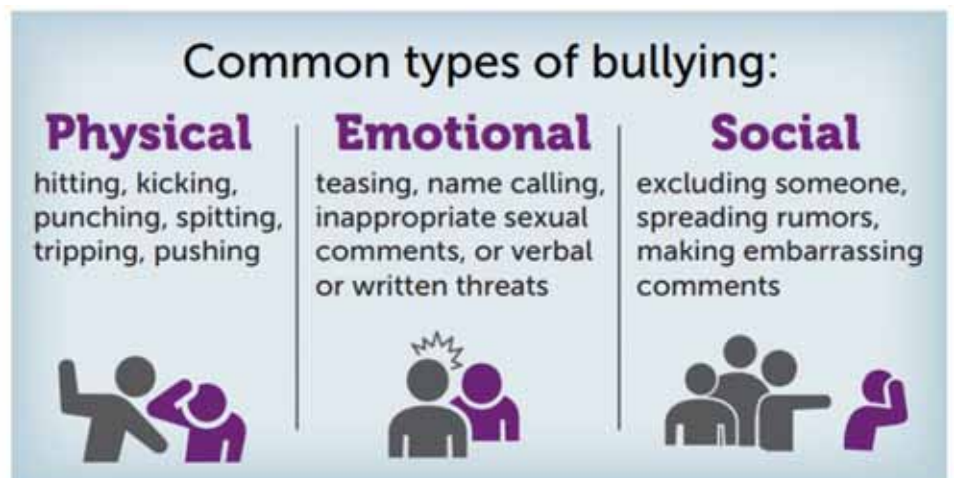 Common types of bullying:
Physical
hitting, kicking,
punching, spitting,
tripping, pushing
Emotional
teasing, name calling,
inappropriate sexual
comments, or verbal
or written threats
Social
excluding someone,
spreading rumors,
making embarrassing
comments